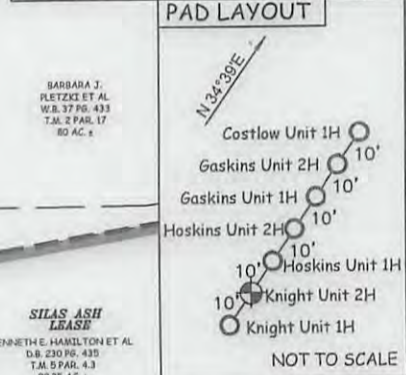 PAD LAYOUT
BARBARA J.
PLETZKI ET AL
W.B. 37 PG. 433
T.M. 2 PAR. 17
80 AC. ±
N 34°39'E
Costlow Unit 1H
10'
Gaskins Unit 2H
10'
Gaskins Unit 1H
10'
Hoskins Unit 2H
10'
Hoskins Unit 1H
10'
Knight Unit 2H
10'
Knight Unit 1H
NOT TO SCALE
SILAS ASH
LEASE
ENNETH E. HAMILTON ET AL
D.B. 230 PG. 435
T.M. 5 PAR. 4.3